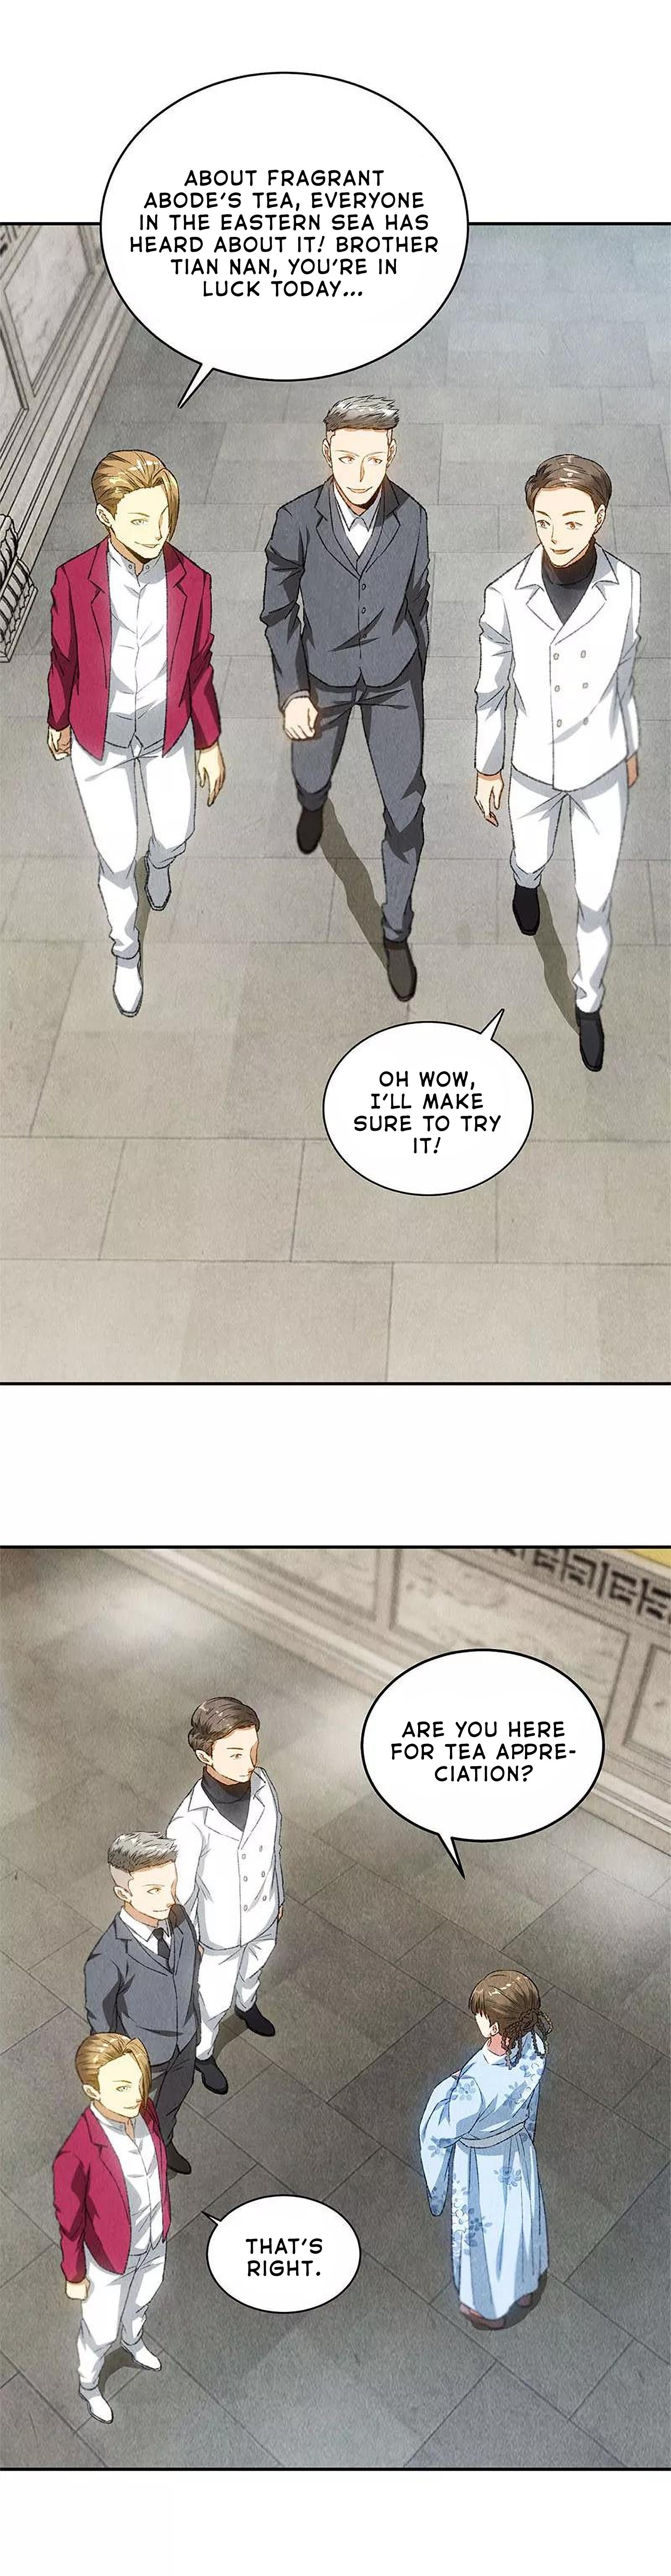 ABOUT FRAGRANT
ABODE'S TEA, EVERYONE
IN THE EASTERN SEA HAS
HEARD ABOUT IT! BROTHER
TIAN NAN, YOU'RE IN
LUCK TODAY...
OH WOW,
I'LL MAKE
SURE TO TRY
IT!
ARE YOU HERE
FOR TEA APPRE-
CIATION?
THAT'S
RIGHT.